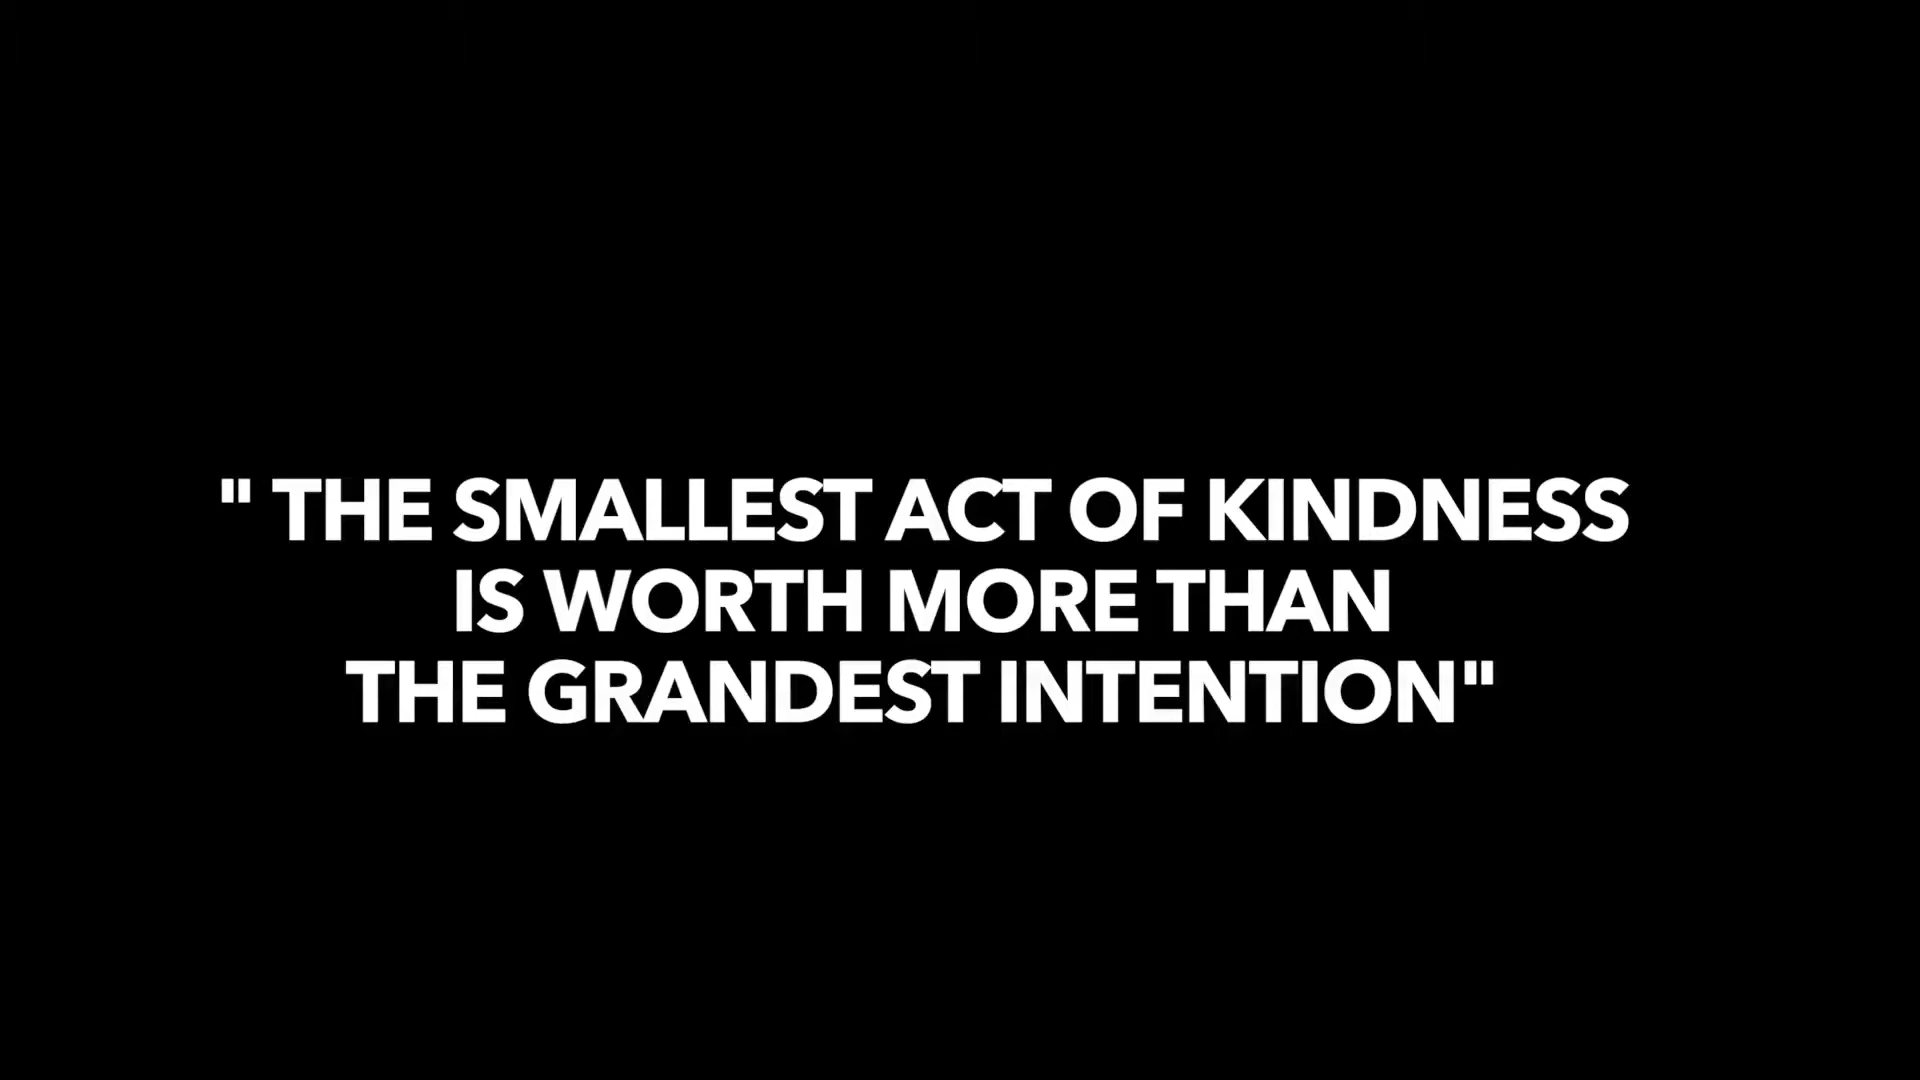 " THE SMALLEST ACT OF KINDNESS
IS WORTH MORE THAN
THE GRANDEST INTENTION"